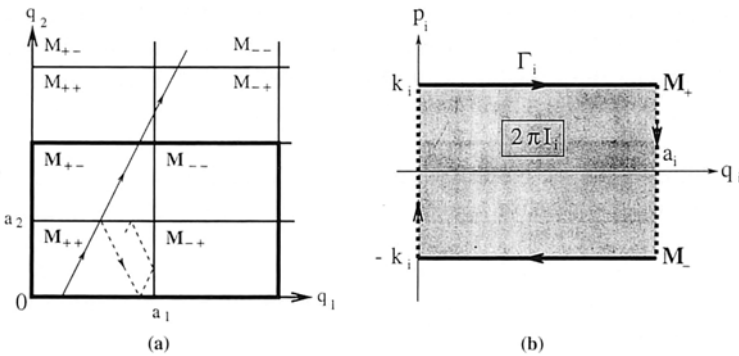 q₂
M₊₋ M₋₋
M₊₊ M₋₊
M₊₋ M₋₋
a₂
M₊₊ M₋₊
0 a₁ q₁
(a)
pᵢ
Γᵢ
kᵢ M₊
2πIᵢ
aᵢ
qᵢ
- kᵢ M₋
(b)